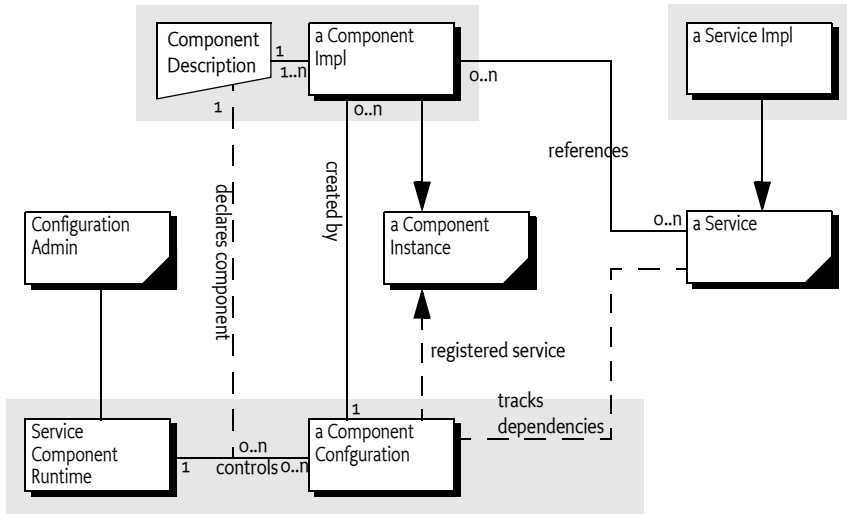 Component
Description
1
1..n
a Component
Impl
0..n
a Service Impl
1
0..n
references
created by
declares component
Configuration
Admin
a Component
Instance
0..n
a Service
registered service
tracks
dependencies
1
Service
Component
Runtime
1
0..n
controls
0..n
a Component
Confguration